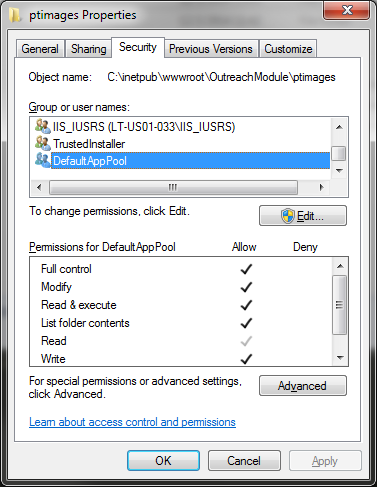 ptimages Properties
General Sharing Security Previous Versions Customize
Object name: C:\inetpub\wwwroot\OutreachModule\ptimages
Group or user names:
IIS_IUSRS (LT-US01-033\IIS_IUSRS)
TrustedInstaller
DefaultAppPool
To change permissions, click Edit.
Edit...
Permissions for DefaultAppPool Allow Deny
Full control
Modify
Read & execute
List folder contents
Read
Write
For special permissions or advanced settings,
click Advanced.
Advanced
Learn about access control and permissions
OK Cancel Apply